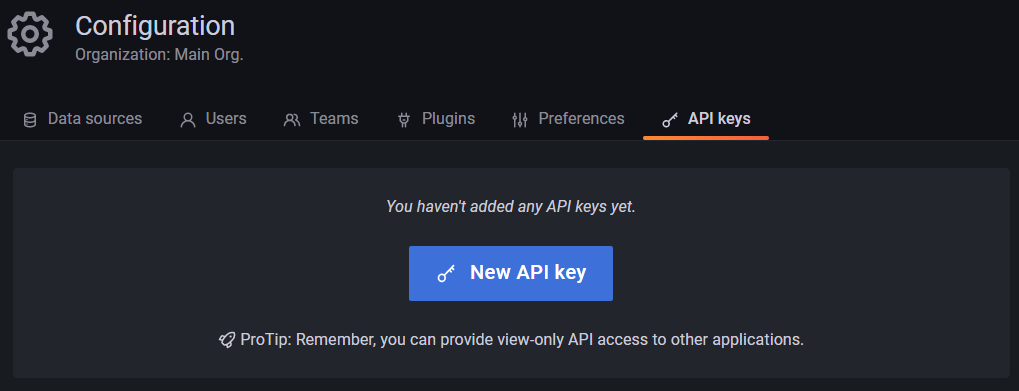 Configuration
Organization: Main Org.
Data sources Users Teams Plugins Preferences API keys
You haven't added any API keys yet.
New API key
ProTip: Remember, you can provide view-only API access to other applications.